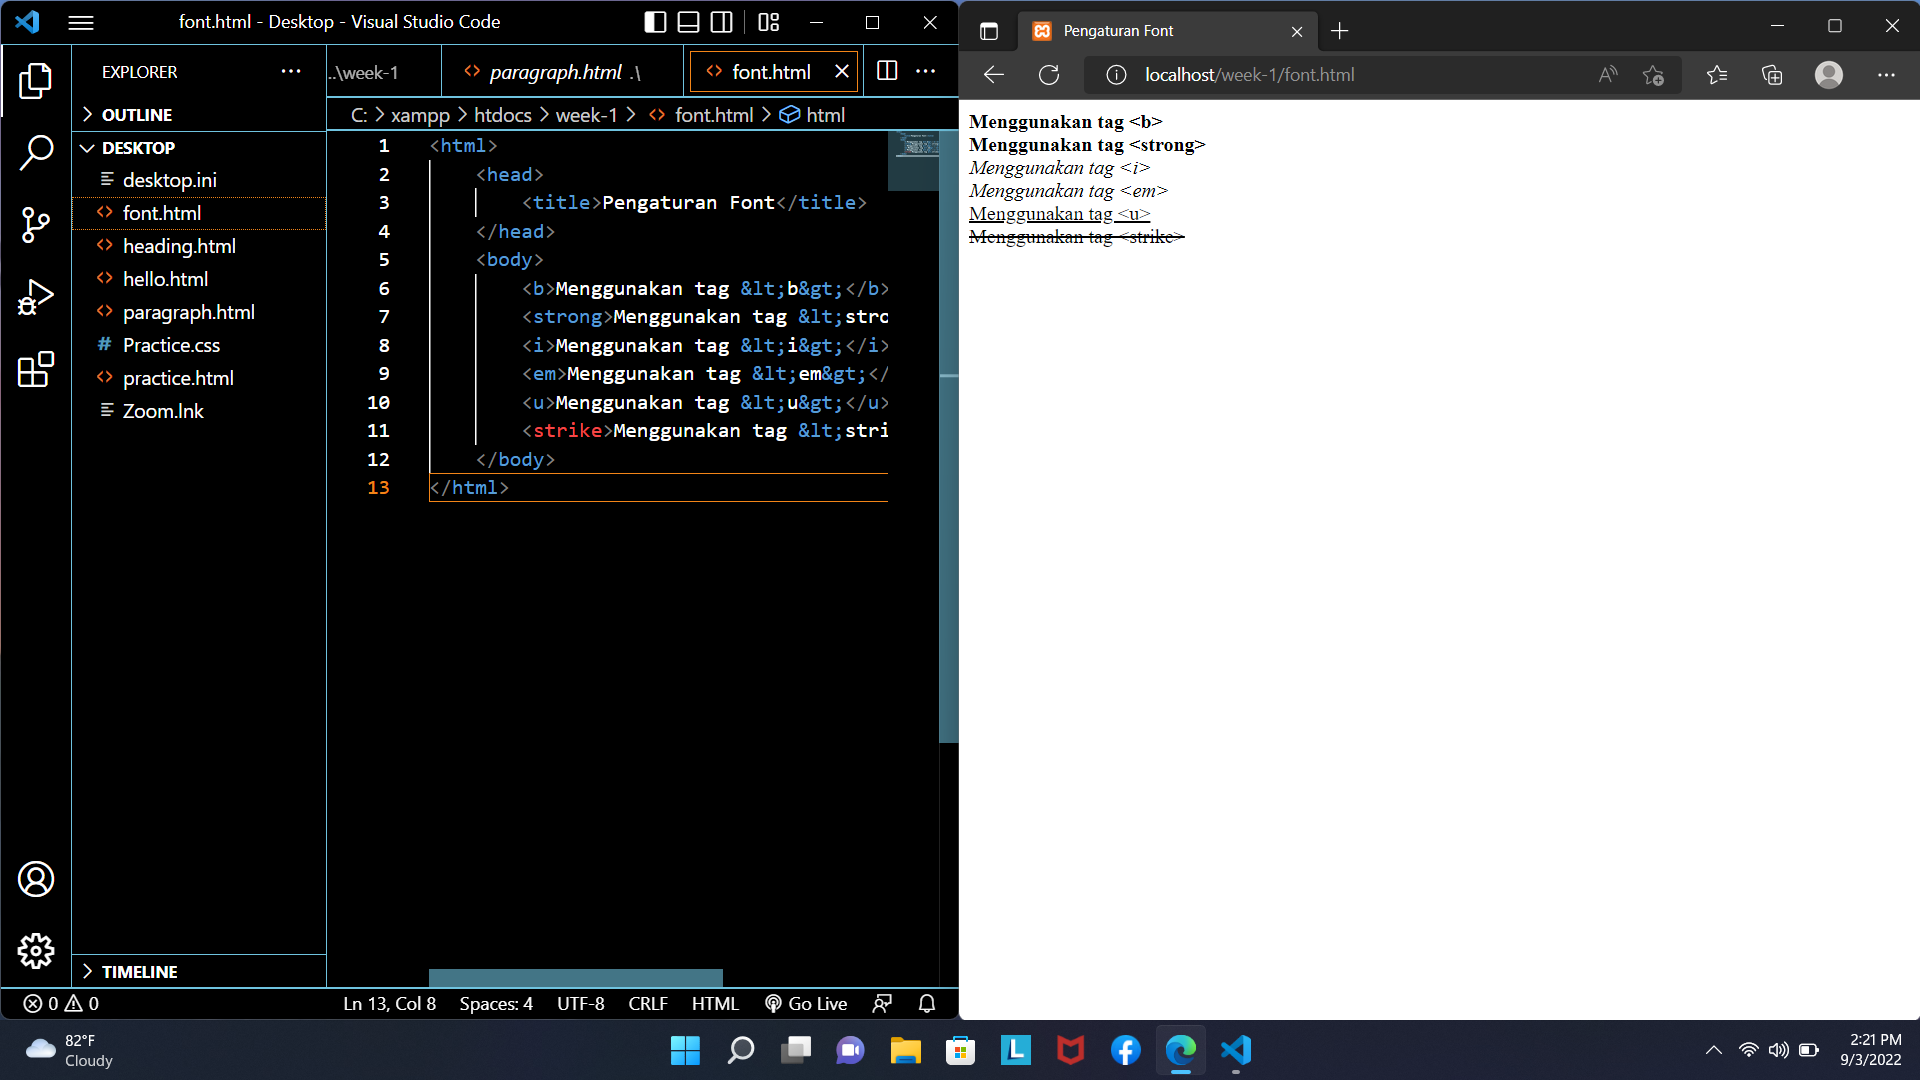 font.html - Desktop - Visual Studio Code
EXPLORER
OUTLINE
DESKTOP
desktop.ini
font.html
heading.html
hello.html
paragraph.html
# Practice.css
practice.html
Zoom.lnk
TIMELINE
..\week-1
paragraph.html .\
font.html
C: > xampp > htdocs > week-1 > font.html > html
1 <html>
2 <head>
3 <title>Pengaturan Font</title>
4 </head>
5 <body>
6 <b>Menggunakan tag &lt;b&gt;</b>
7 <strong>Menggunakan tag &lt;stro
8 <i>Menggunakan tag &lt;i&gt;</i>
9 <em>Menggunakan tag &lt;em&gt;</
10 <u>Menggunakan tag &lt;u&gt;</u>
11 <strike>Menggunakan tag &lt;stri
12 </body>
13 </html>
0 0
Ln 13, Col 8 Spaces: 4 UTF-8 CRLF HTML Go Live
Pengaturan Font
localhost/week-1/font.html
Menggunakan tag <b>
Menggunakan tag <strong>
Menggunakan tag <i>
Menggunakan tag <em>
Menggunakan tag <u>
Menggunakan tag <strike>
82°F
Cloudy
2:21 PM
9/3/2022